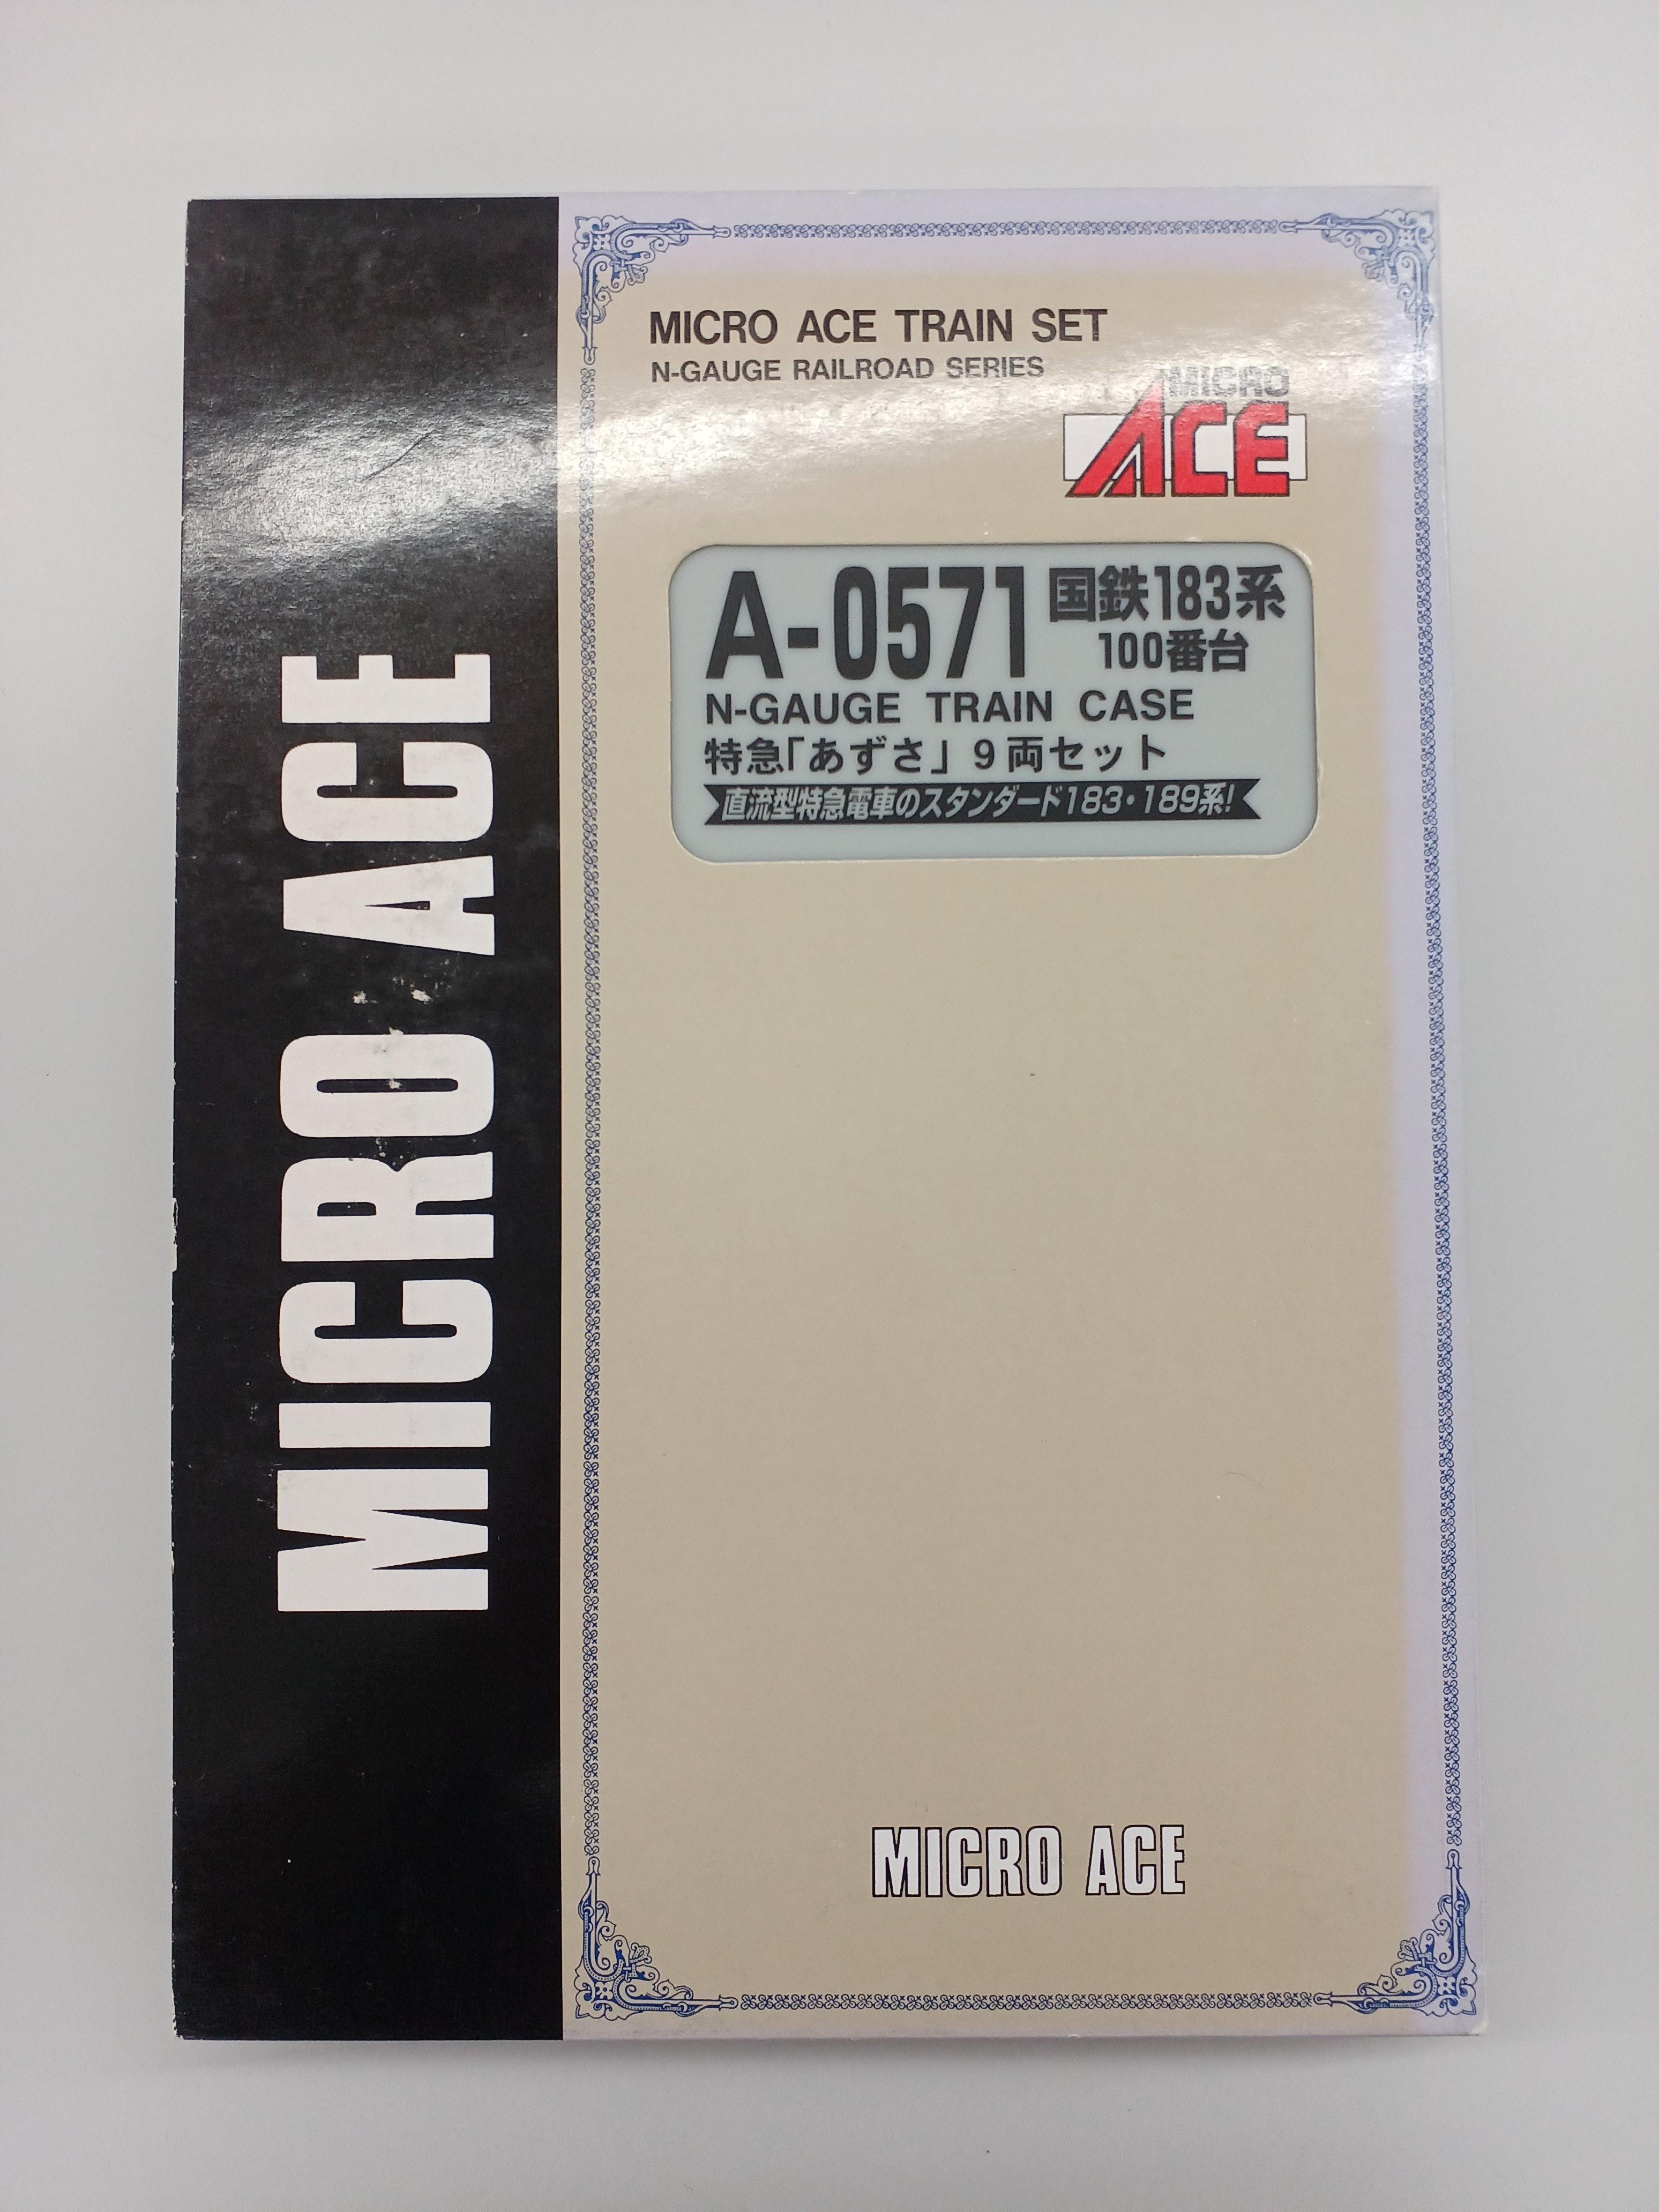 MICRO ACE
MICRO ACE TRAIN SET
N-GAUGE RAILROAD SERIES
MICRO
ACE
A-0571 国鉄183系
100番台
N-GAUGE TRAIN CASE
特急「あずさ」9両セット
直流型特急電車のスタンダード183・189系!
MICRO ACE